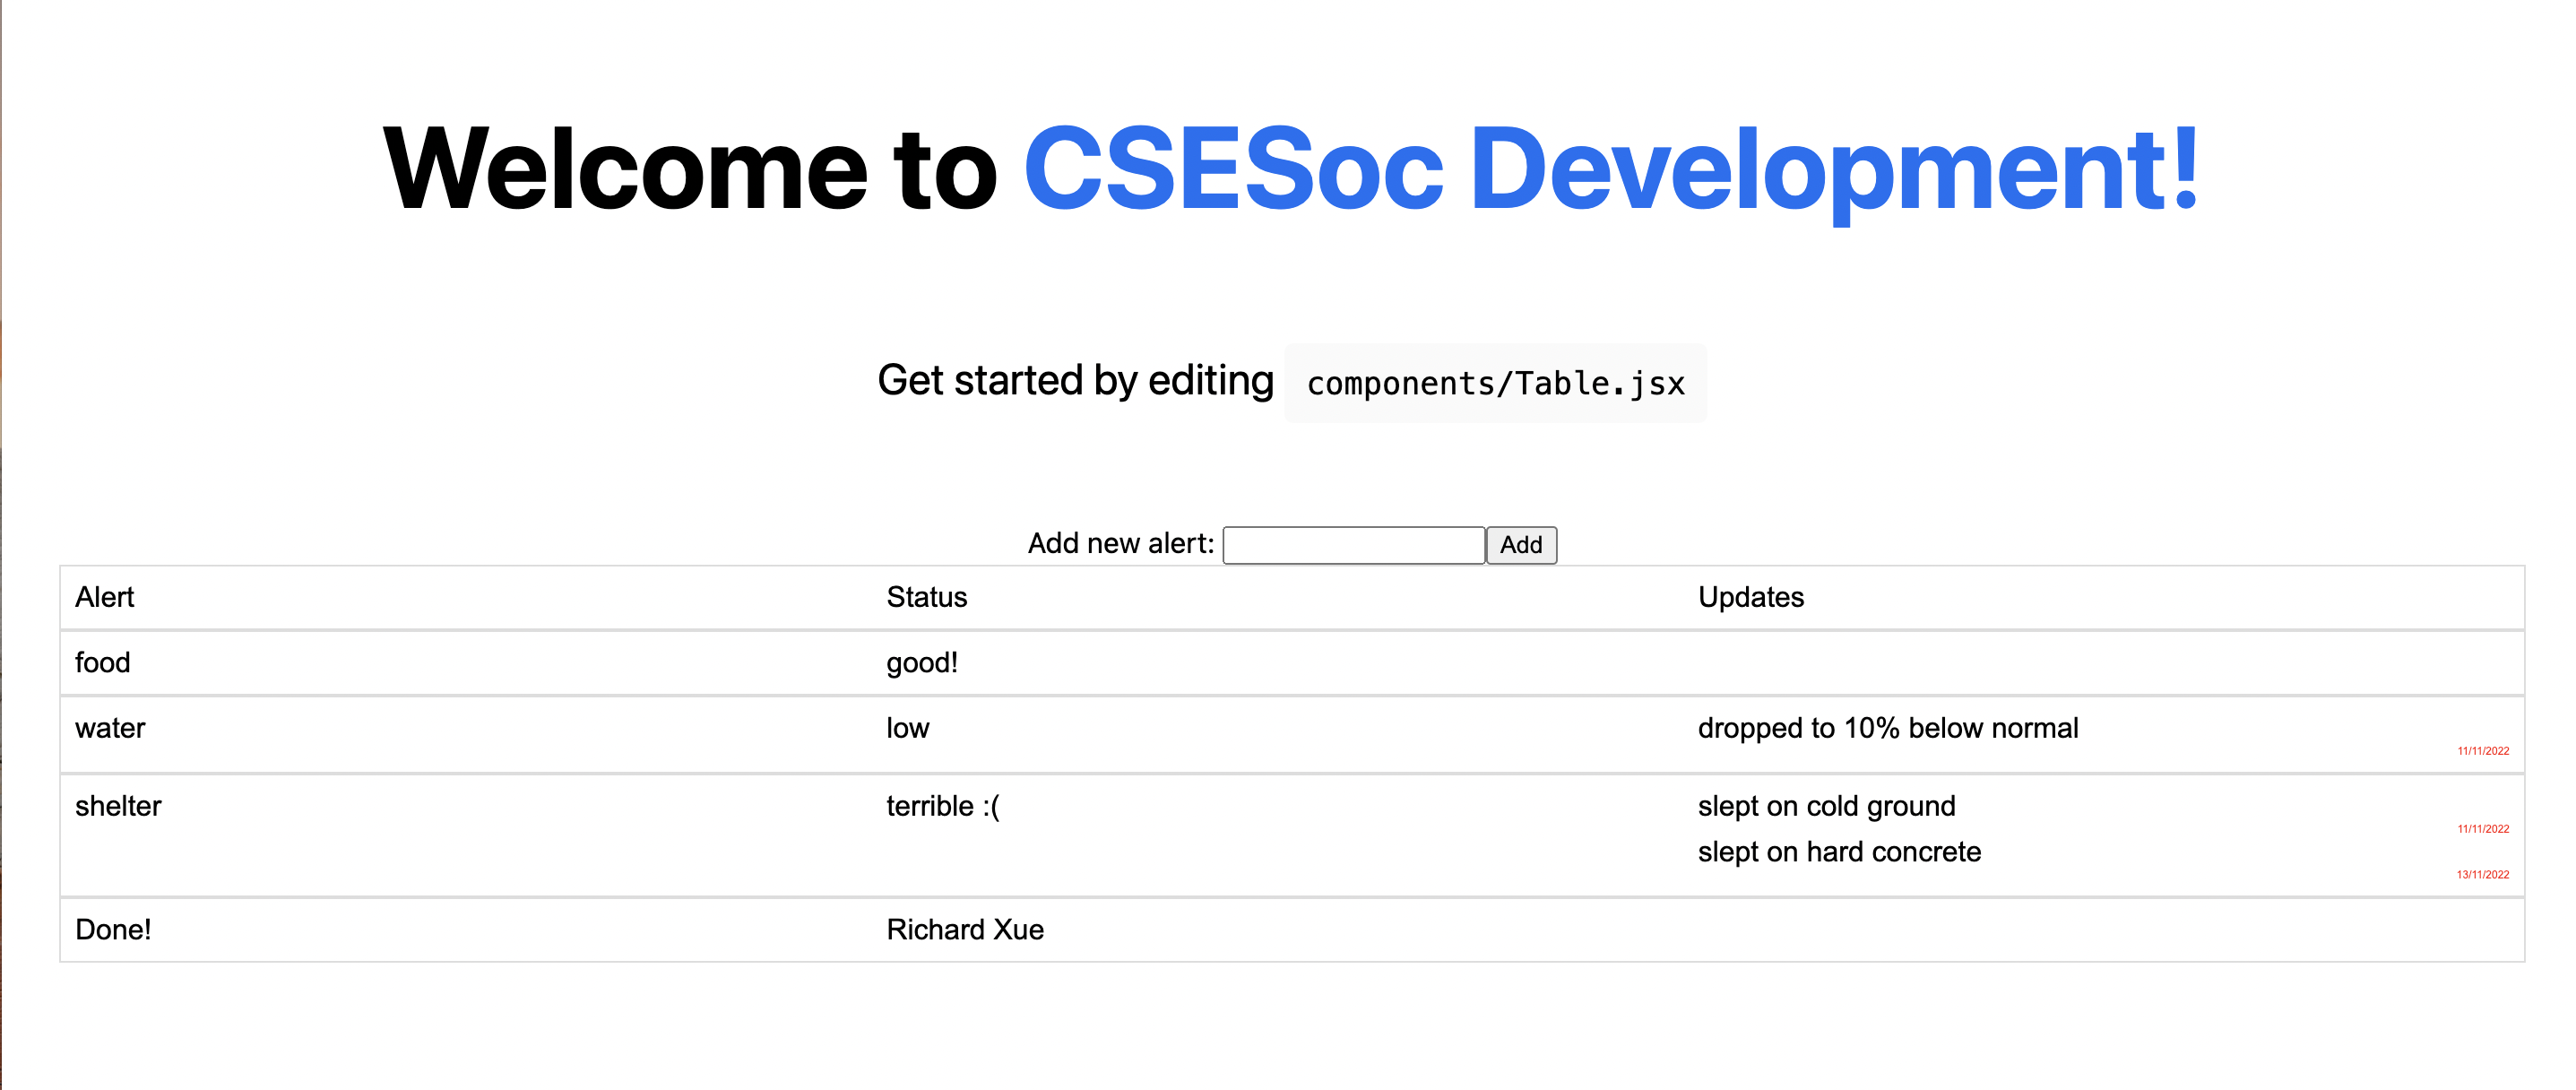 Welcome to CSESoc Development!
Get started by editing components/Table.jsx
Add new alert: Add
Alert Status Updates
food good!
water low dropped to 10% below normal
11/11/2022
shelter terrible :( slept on cold ground
11/11/2022
slept on hard concrete
13/11/2022
Done! Richard Xue